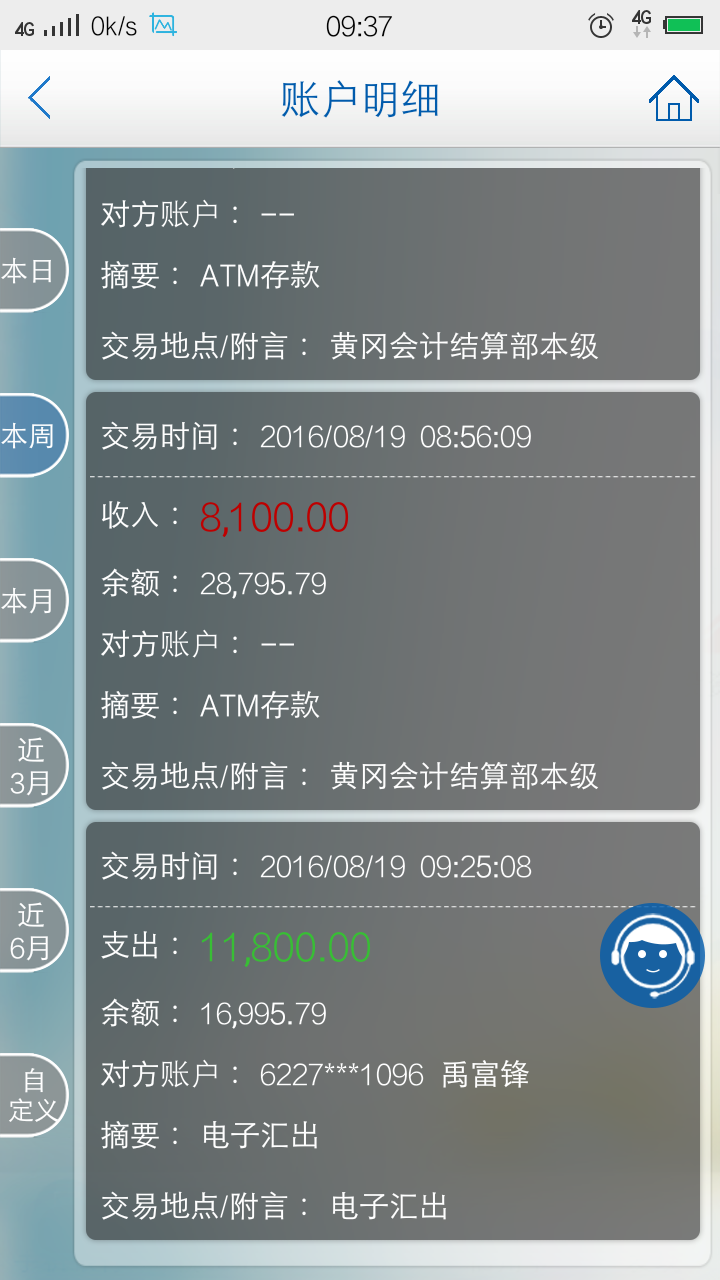 4G 0k/s 09:37 4G
账户明细
对方账户： --
摘要： ATM存款
交易地点/附言： 黄冈会计结算部本级
本日
本周
交易时间： 2016/08/19 08:56:09
收入： 8,100.00
余额： 28,795.79
本月
对方账户： --
摘要： ATM存款
近
3月
交易地点/附言： 黄冈会计结算部本级
交易时间： 2016/08/19 09:25:08
近
6月
支出： 11,800.00
余额： 16,995.79
对方账户： 6227***1096 禹富锋
自
定义
摘要： 电子汇出
交易地点/附言： 电子汇出